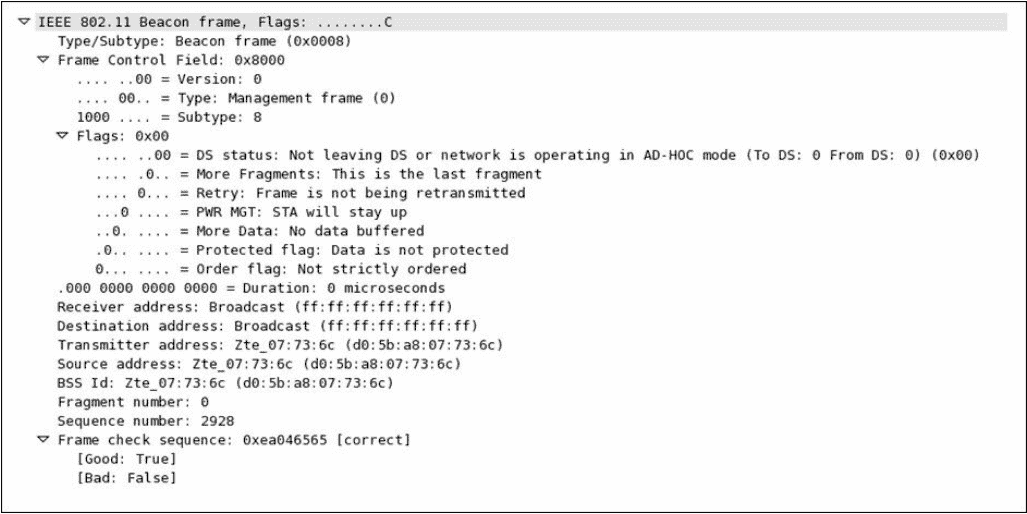 IEEE 802.11 Beacon frame, Flags: ........C
Type/Subtype: Beacon frame (0x0008)
Frame Control Field: 0x8000
.... ..00 = Version: 0
.... 00.. = Type: Management frame (0)
1000 .... = Subtype: 8
Flags: 0x00
.... ..00 = DS status: Not leaving DS or network is operating in AD-HOC mode (To DS: 0 From DS: 0) (0x00)
.... .0.. = More Fragments: This is the last fragment
.... 0... = Retry: Frame is not being retransmitted
...0 .... = PWR MGT: STA will stay up
..0. .... = More Data: No data buffered
.0.. .... = Protected flag: Data is not protected
0... .... = Order flag: Not strictly ordered
.000 0000 0000 0000 = Duration: 0 microseconds
Receiver address: Broadcast (ff:ff:ff:ff:ff:ff)
Destination address: Broadcast (ff:ff:ff:ff:ff:ff)
Transmitter address: Zte_07:73:6c (d0:5b:a8:07:73:6c)
Source address: Zte_07:73:6c (d0:5b:a8:07:73:6c)
BSS Id: Zte_07:73:6c (d0:5b:a8:07:73:6c)
Fragment number: 0
Sequence number: 2928
Frame check sequence: 0xea046565 [correct]
[Good: True]
[Bad: False]